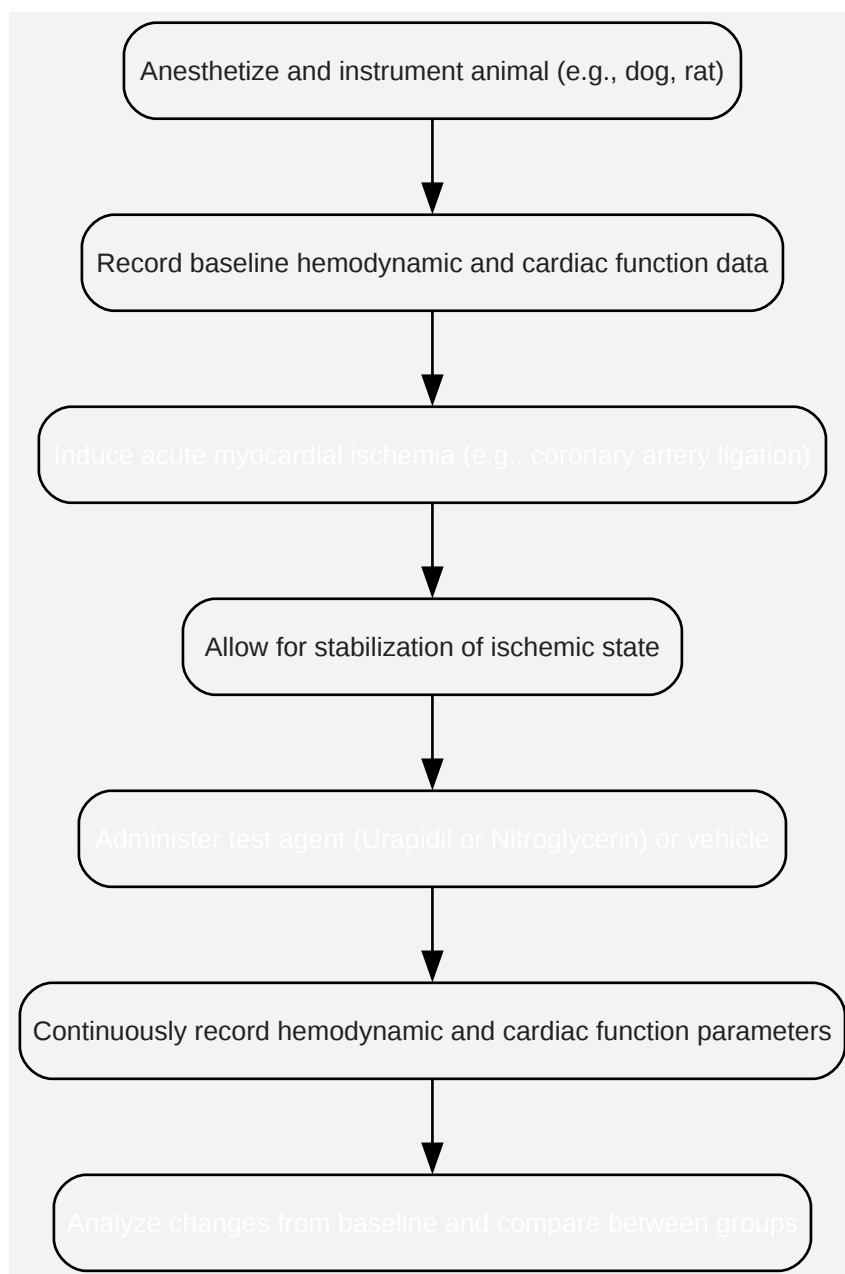 Anesthetize and instrument animal (e.g., dog, rat)
Record baseline hemodynamic and cardiac function data
Induce acute myocardial ischemia (e.g., coronary artery ligation)
Allow for stabilization of ischemic state
Administer test agent (Urapidil or Nitroglycerin) or vehicle
Continuously record hemodynamic and cardiac function parameters
Analyze changes from baseline and compare between groups